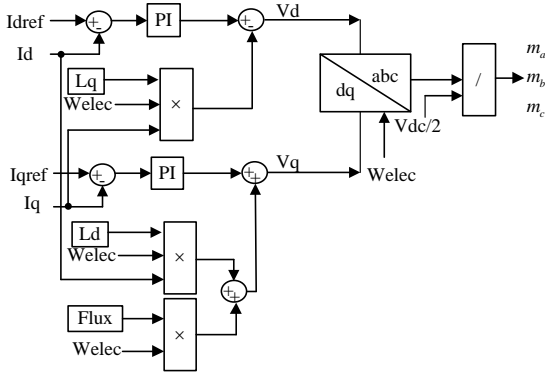 Idref
+
-
PI
+
-
Vd
Id
Lq
Welec
×
abc
dq
/
m_a
m_b
m_c
Vdc/2
Welec
Iqref
+
-
PI
+
+
Vq
Iq
Ld
Welec
×
+
+
Flux
Welec
×